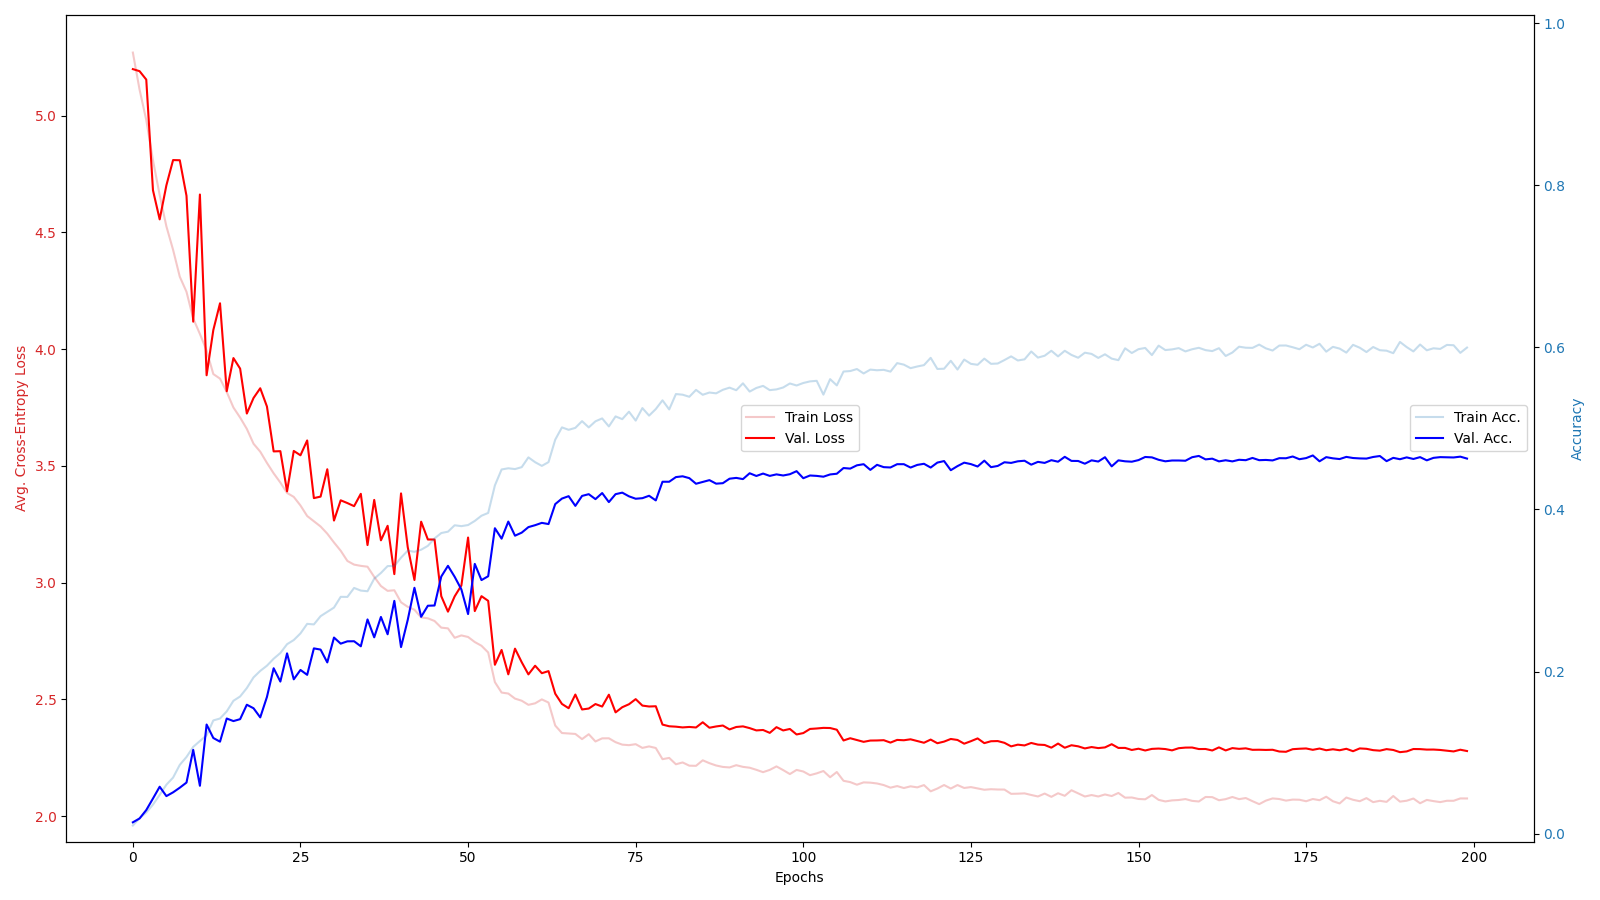 1.0
5.0
0.8
4.5
4.0
0.6
Avg. Cross-Entropy Loss
Train Loss
Val. Loss
Train Acc.
Val. Acc.
Accuracy
3.5
0.4
3.0
0.2
2.5
2.0
0.0
0 25 50 75 100 125 150 175 200
Epochs